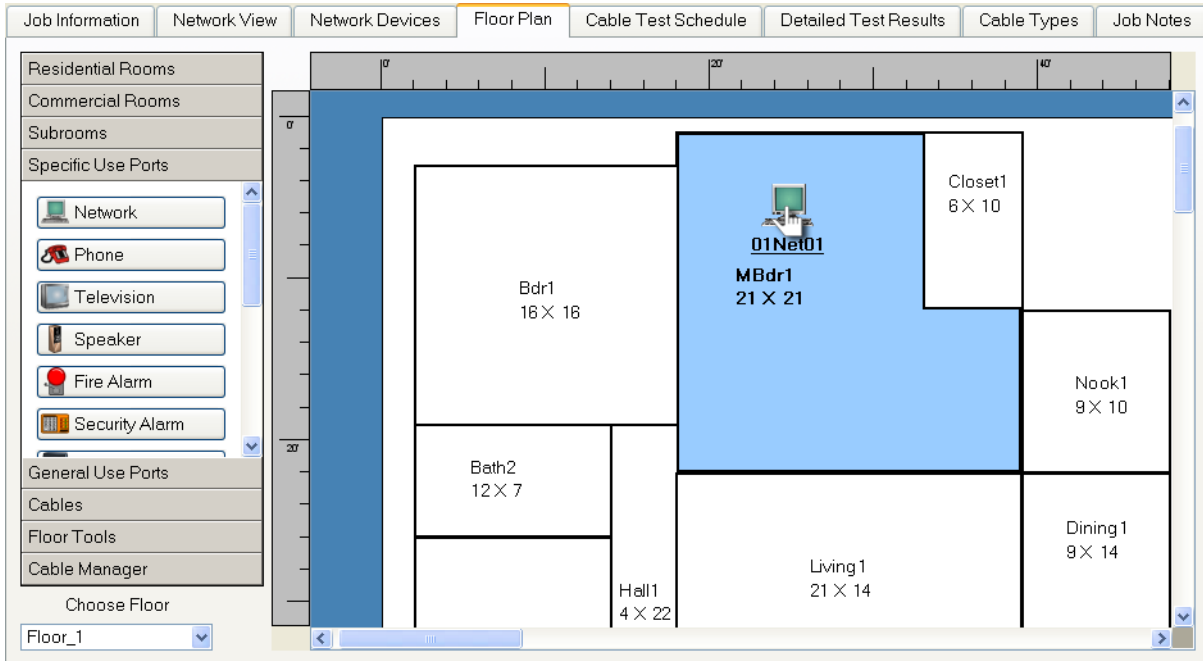 Job Information
Network View
Network Devices
Floor Plan
Cable Test Schedule
Detailed Test Results
Cable Types
Job Notes
Residential Rooms
Commercial Rooms
Subrooms
Specific Use Ports
Network
Phone
Television
Speaker
Fire Alarm
Security Alarm
General Use Ports
Cables
Floor Tools
Cable Manager
Choose Floor
Floor_1
0'
20'
40'
0'
20'
Closet1
6 X 10
01Net01
MBdr1
21 X 21
Bdr1
16 X 16
Nook1
9 X 10
Bath2
12 X 7
Dining1
9 X 14
Living1
21 X 14
Hall1
4 X 22